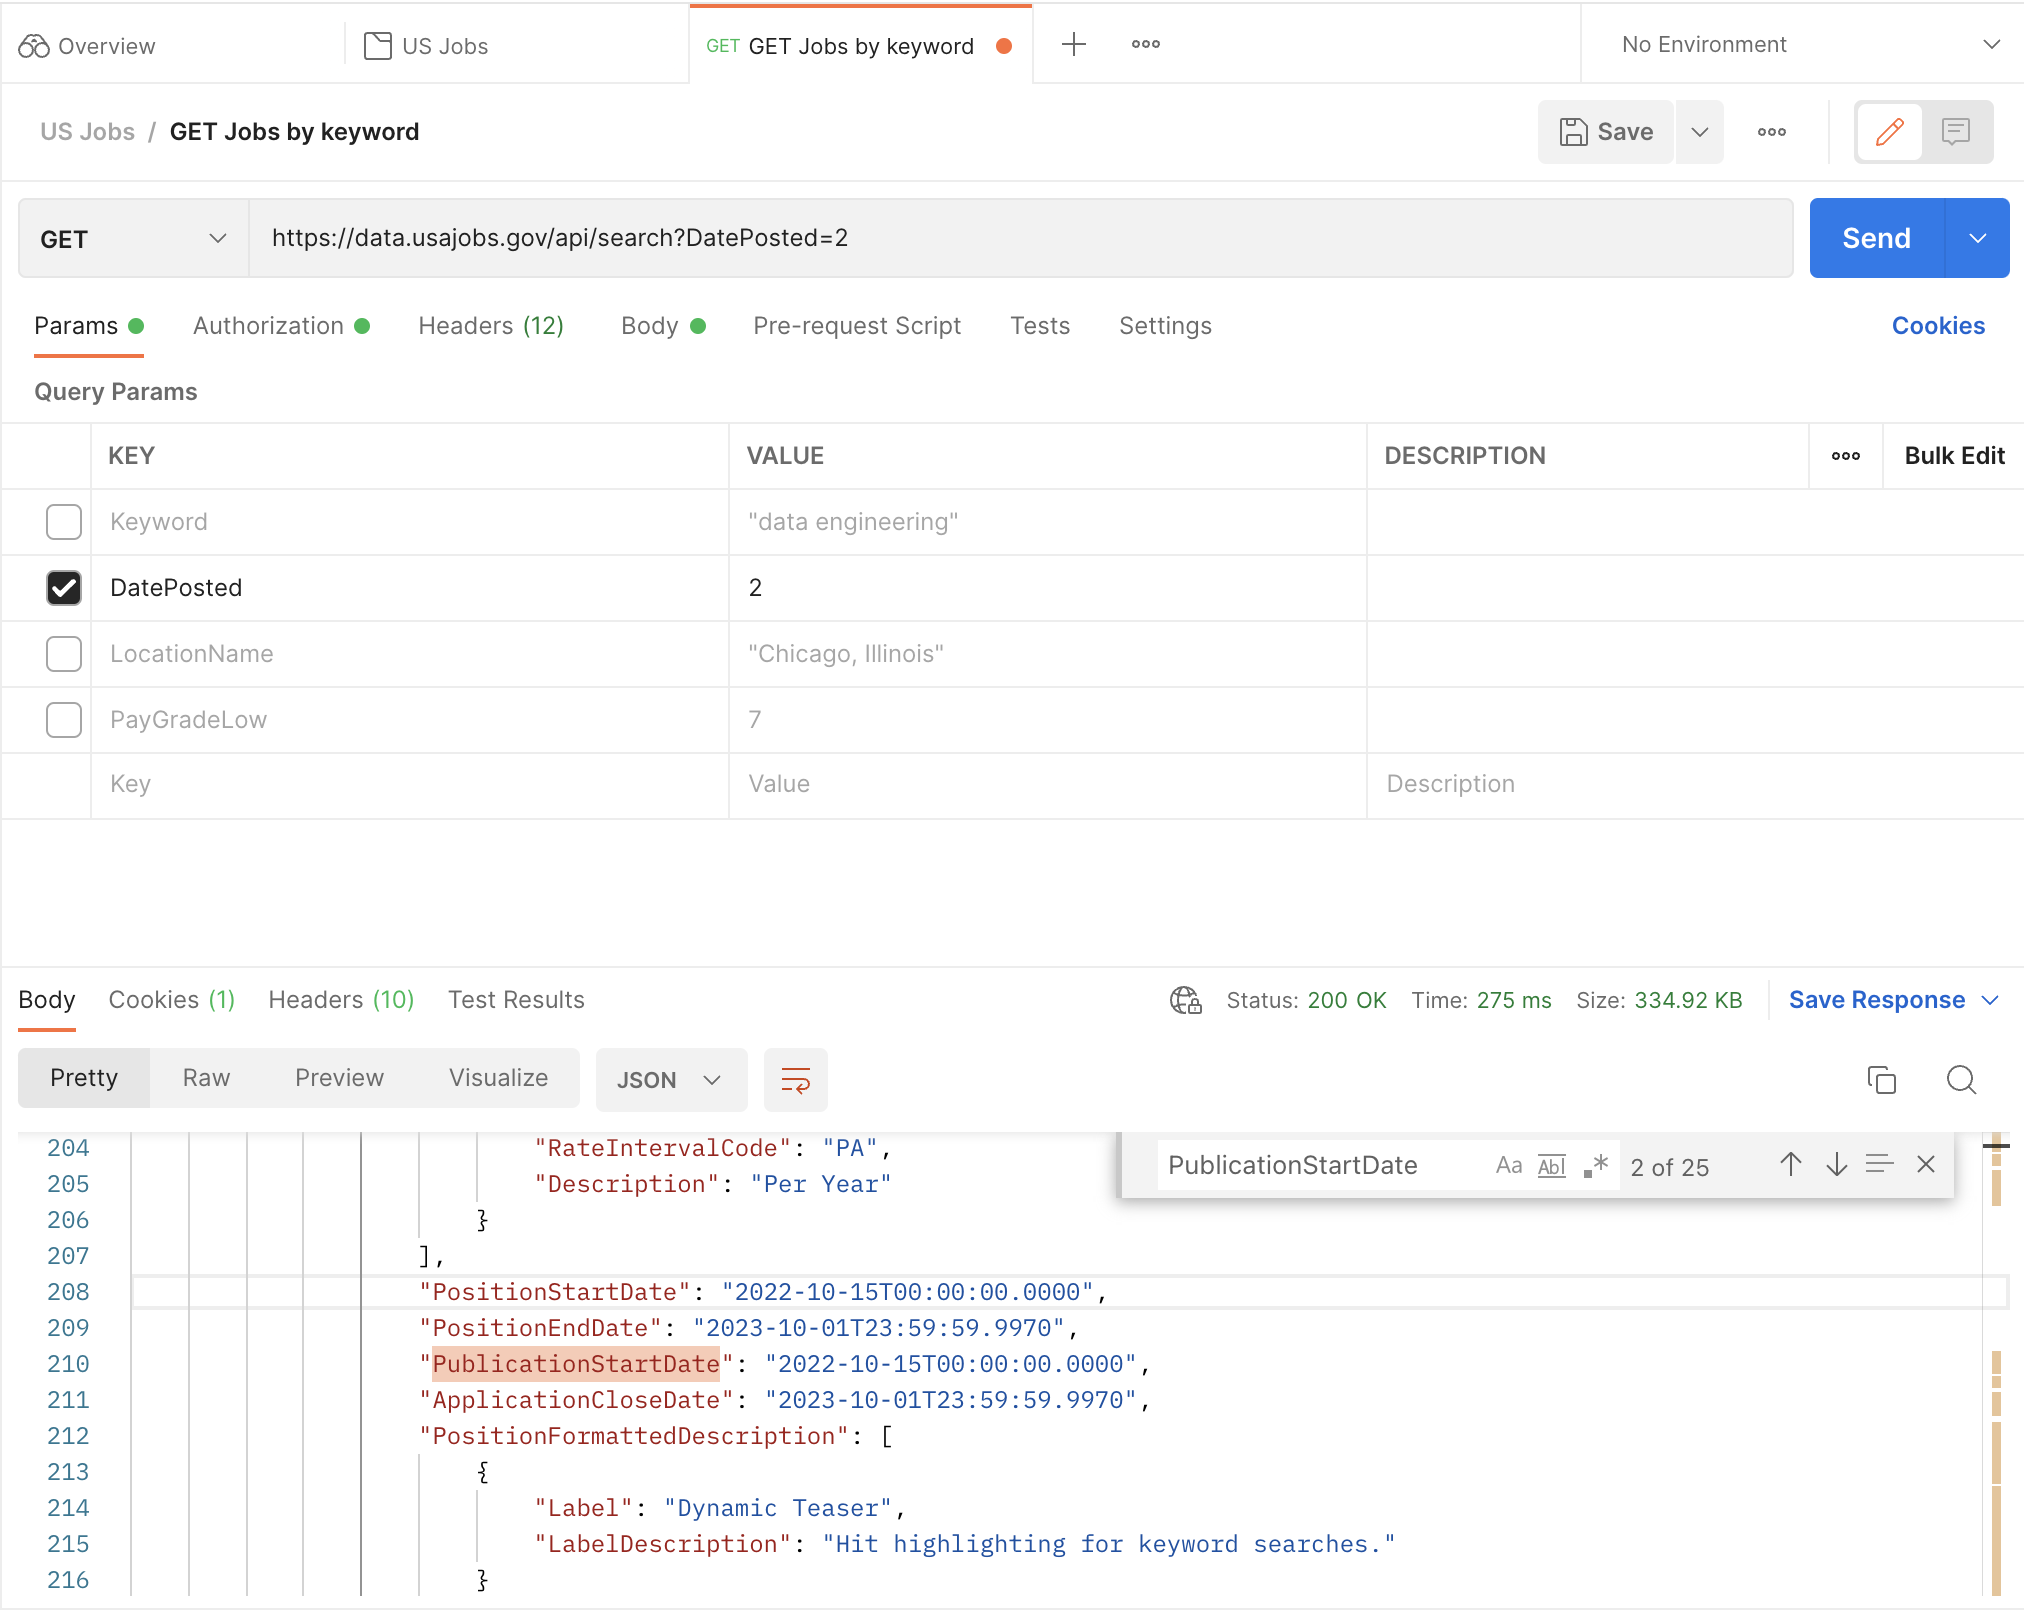 Overview
US Jobs
GET GET Jobs by keyword
No Environment
US Jobs / GET Jobs by keyword
Save
GET
https://data.usajobs.gov/api/search?DatePosted=2
Send
Params
Authorization
Headers (12)
Body
Pre-request Script
Tests
Settings
Cookies
Query Params
KEY VALUE DESCRIPTION Bulk Edit
Keyword "data engineering"
DatePosted 2
LocationName "Chicago, Illinois"
PayGradeLow 7
Key Value Description
Body Cookies (1) Headers (10) Test Results
Status: 200 OK Time: 275 ms Size: 334.92 KB
Save Response
Pretty Raw Preview Visualize
JSON
PublicationStartDate Aa Abl .* 2 of 25
204 "RateIntervalCode": "PA",
205 "Description": "Per Year"
206 }
207 ],
208 "PositionStartDate": "2022-10-15T00:00:00.0000",
209 "PositionEndDate": "2023-10-01T23:59:59.9970",
210 "PublicationStartDate": "2022-10-15T00:00:00.0000",
211 "ApplicationCloseDate": "2023-10-01T23:59:59.9970",
212 "PositionFormattedDescription": [
213 {
214 "Label": "Dynamic Teaser",
215 "LabelDescription": "Hit highlighting for keyword searches."
216 }